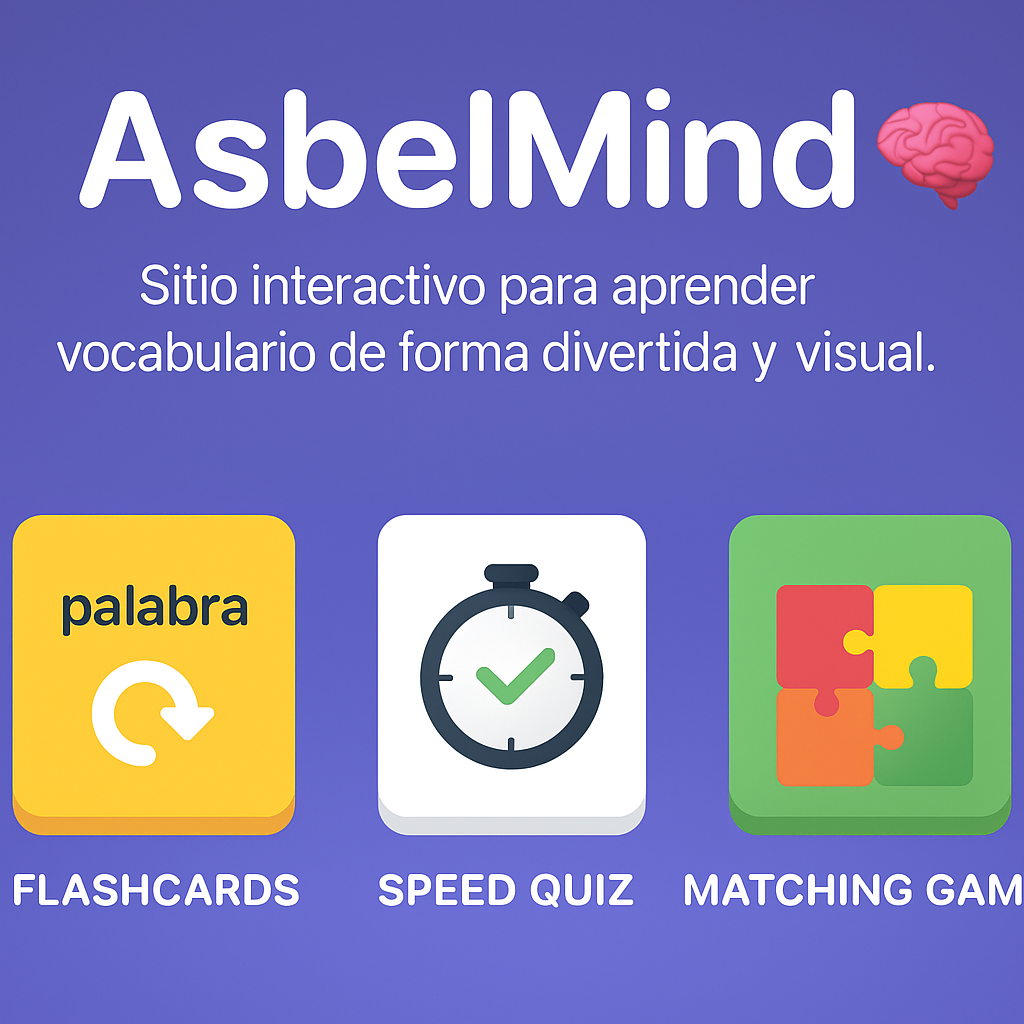 AsbelMind
Sitio interactivo para aprender
vocabulario de forma divertida y visual.
palabra
FLASHCARDS
SPEED QUIZ
MATCHING GAM